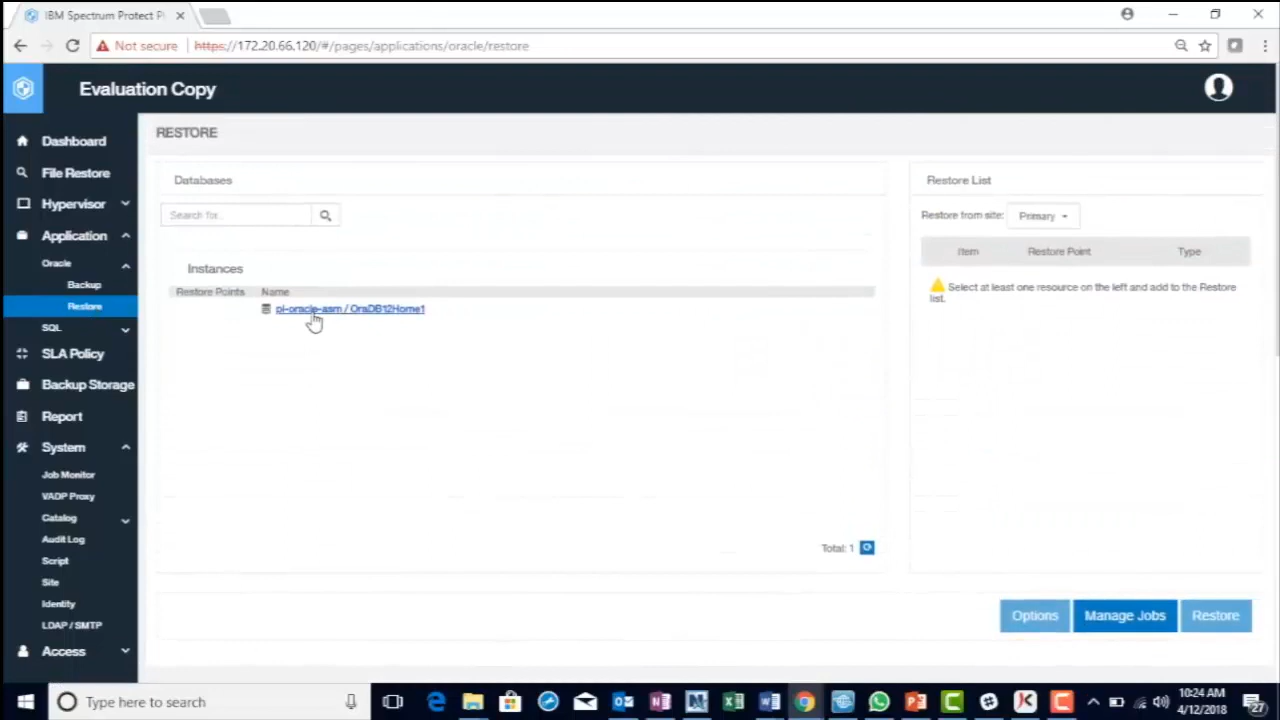 IBM Spectrum Protect Pl
Not secure
https://172.20.66.120/#/pages/applications/oracle/restore
Evaluation Copy
Dashboard
File Restore
Hypervisor
Application
Oracle
Backup
Restore
SQL
SLA Policy
Backup Storage
Report
System
Job Monitor
VADP Proxy
Catalog
Audit Log
Script
Site
Identity
LDAP / SMTP
Access
RESTORE
Databases
Search for..
Instances
Restore Points Name
pi-oracle-asm / OraDB12Home1
Total: 1
Restore List
Restore from site: Primary
Item Restore Point Type
Select at least one resource on the left and add to the Restore
list.
Options Manage Jobs Restore
Type here to search
10:24 AM
4/12/2018
27